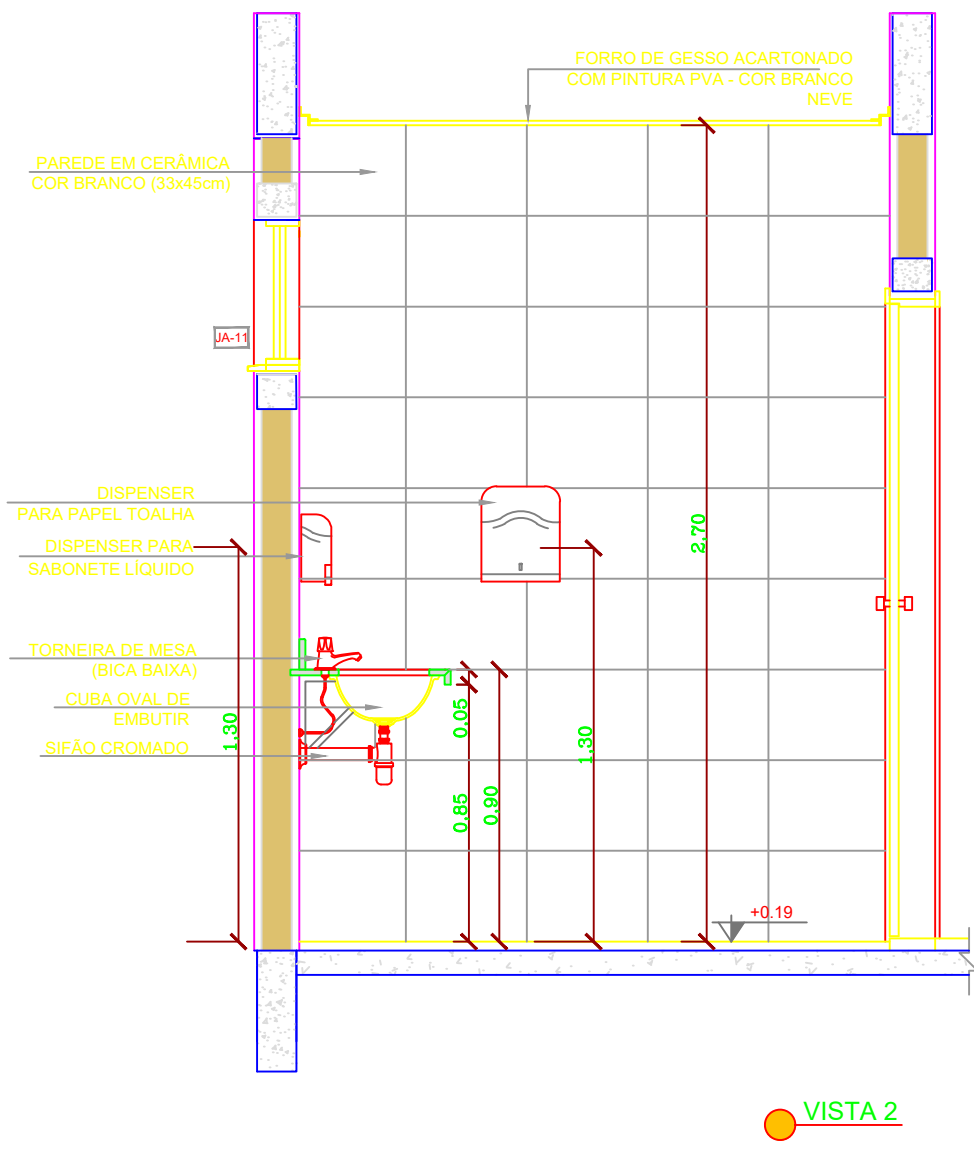 FORRO DE GESSO ACARTONADO
COM PINTURA PVA - COR BRANCO
NEVE
PAREDE EM CERÂMICA
COR BRANCO (33x45cm)
JA-11
DISPENSER
PARA PAPEL TOALHA
DISPENSER PARA
SABONETE LÍQUIDO
TORNEIRA DE MESA
(BICA BAIXA)
CUBA OVAL DE
EMBUTIR
SIFÃO CROMADO
1.30
0.05
0.85
0.90
1.30
2.70
+0.19
VISTA 2